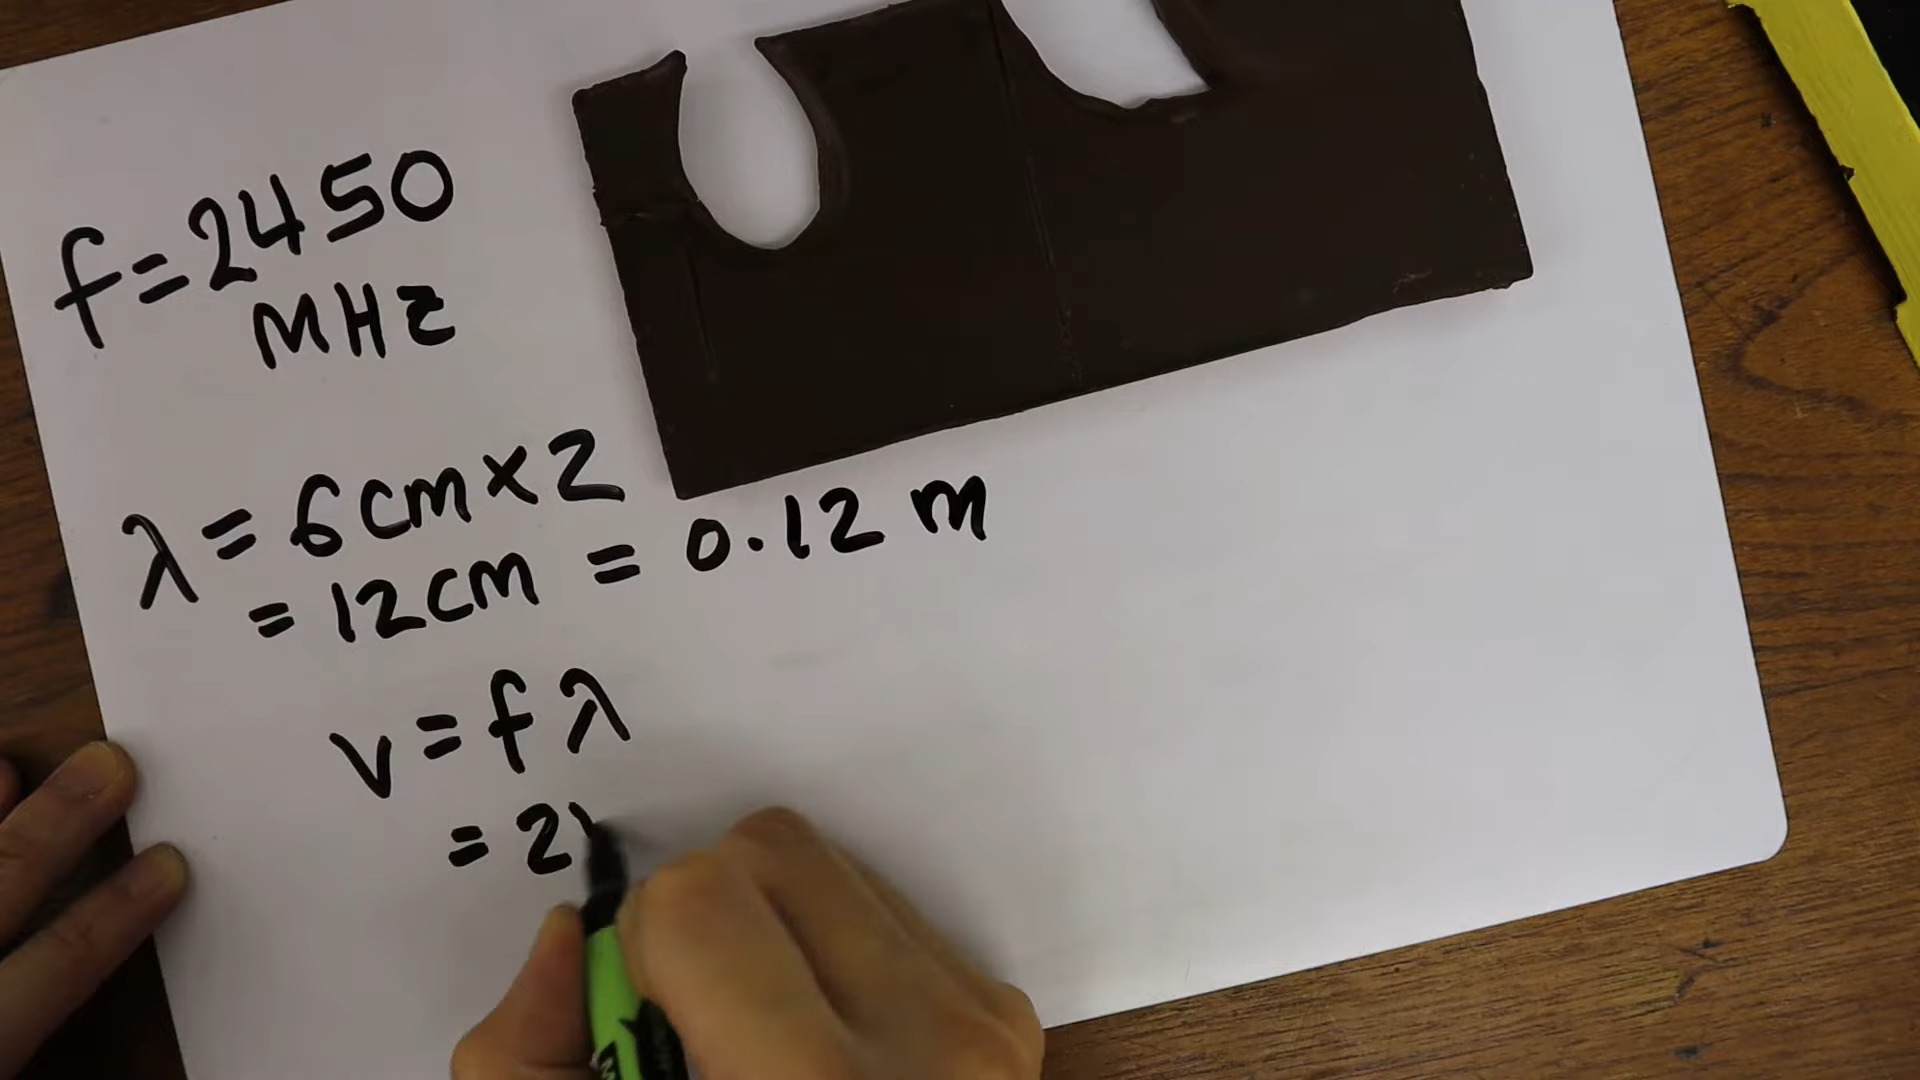 f=2450
MHz
λ = 6cm×2
= 12cm = 0.12 m
v = fλ
= 2